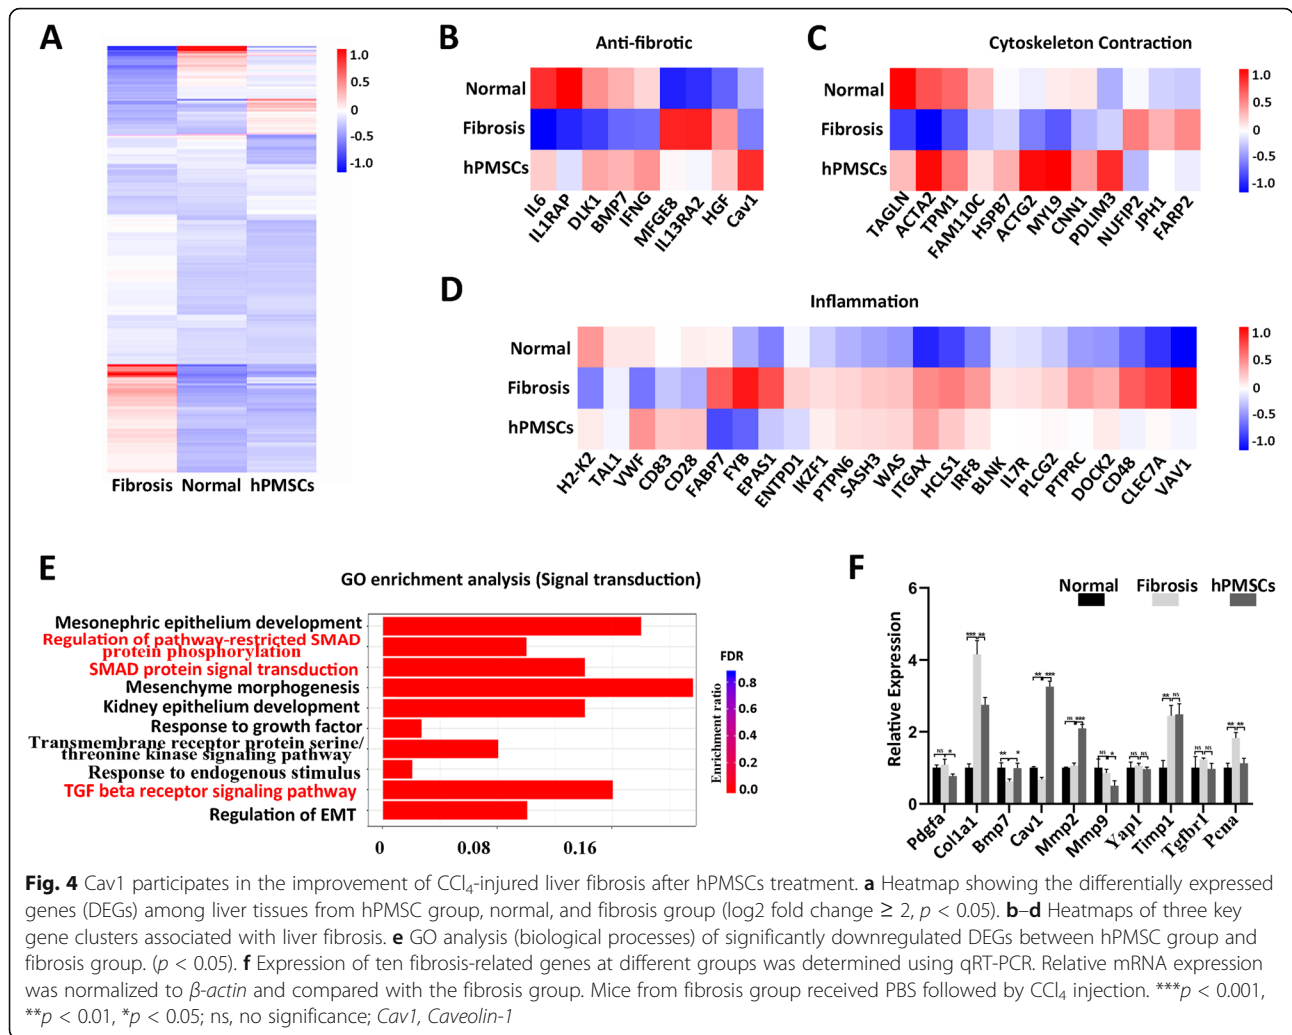 A
1.0
0.5
0
-0.5
-1.0
Fibrosis Normal hPMSCs
B
Anti-fibrotic
Normal
Fibrosis
hPMSCs
IL6
IL1RAP
DLK1
BMP7
IFNG
MFGE8
IL13RA2
HGF
Cav1
C
Cytoskeleton Contraction
Normal
Fibrosis
hPMSCs
TAGLN
ACTA2
TPM1
FAM110C
HSPB7
ACTG2
MYL9
CNN1
PDLIM3
NUFIP2
JPH1
FARP2
1.0
0.5
0
-0.5
-1.0
D
Inflammation
Normal
Fibrosis
hPMSCs
H2-K2
TAL1
VWF
CD83
CD28
FABP7
FYB
EPAS1
ENTPD1
IKZF1
PTPN6
SASH3
WAS
ITGAX
HCLS1
IRF8
BLNK
IL7R
PLCG2
PTPRC
DOCK2
CD48
CLEC7A
VAV1
1.0
0.5
0
-0.5
-1.0
E
GO enrichment analysis (Signal transduction)
Mesonephric epithelium development
Regulation of pathway-restricted SMAD
protein phosphorylation
SMAD protein signal transduction
Mesenchyme morphogenesis
Kidney epithelium development
Response to growth factor
Transmembrane receptor protein serine/
threonine kinase signaling pathway
Response to endogenous stimulus
TGF beta receptor signaling pathway
Regulation of EMT
0 0.08 0.16
FDR
Enrichment ratio
0.8
0.6
0.4
0.2
0.0
F
Normal Fibrosis hPMSCs
Relative Expression
6
4
2
0
*** **
** ***
** *
ns ***
NS *
NS *
NS NS
** NS
NS NS
** **
Pdgfa
Col1a1
Bmp7
Cav1
Mmp2
Mmp9
Yap1
Timp1
Tgfbr1
Pcna
Fig. 4 Cav1 participates in the improvement of CCl4-injured liver fibrosis after hPMSCs treatment. a Heatmap showing the differentially expressed
genes (DEGs) among liver tissues from hPMSC group, normal, and fibrosis group (log2 fold change ≥ 2, p < 0.05). b–d Heatmaps of three key
gene clusters associated with liver fibrosis. e GO analysis (biological processes) of significantly downregulated DEGs between hPMSC group and
fibrosis group. (p < 0.05). f Expression of ten fibrosis-related genes at different groups was determined using qRT-PCR. Relative mRNA expression
was normalized to β-actin and compared with the fibrosis group. Mice from fibrosis group received PBS followed by CCl4 injection. ***p < 0.001,
**p < 0.01, *p < 0.05; ns, no significance; Cav1, Caveolin-1